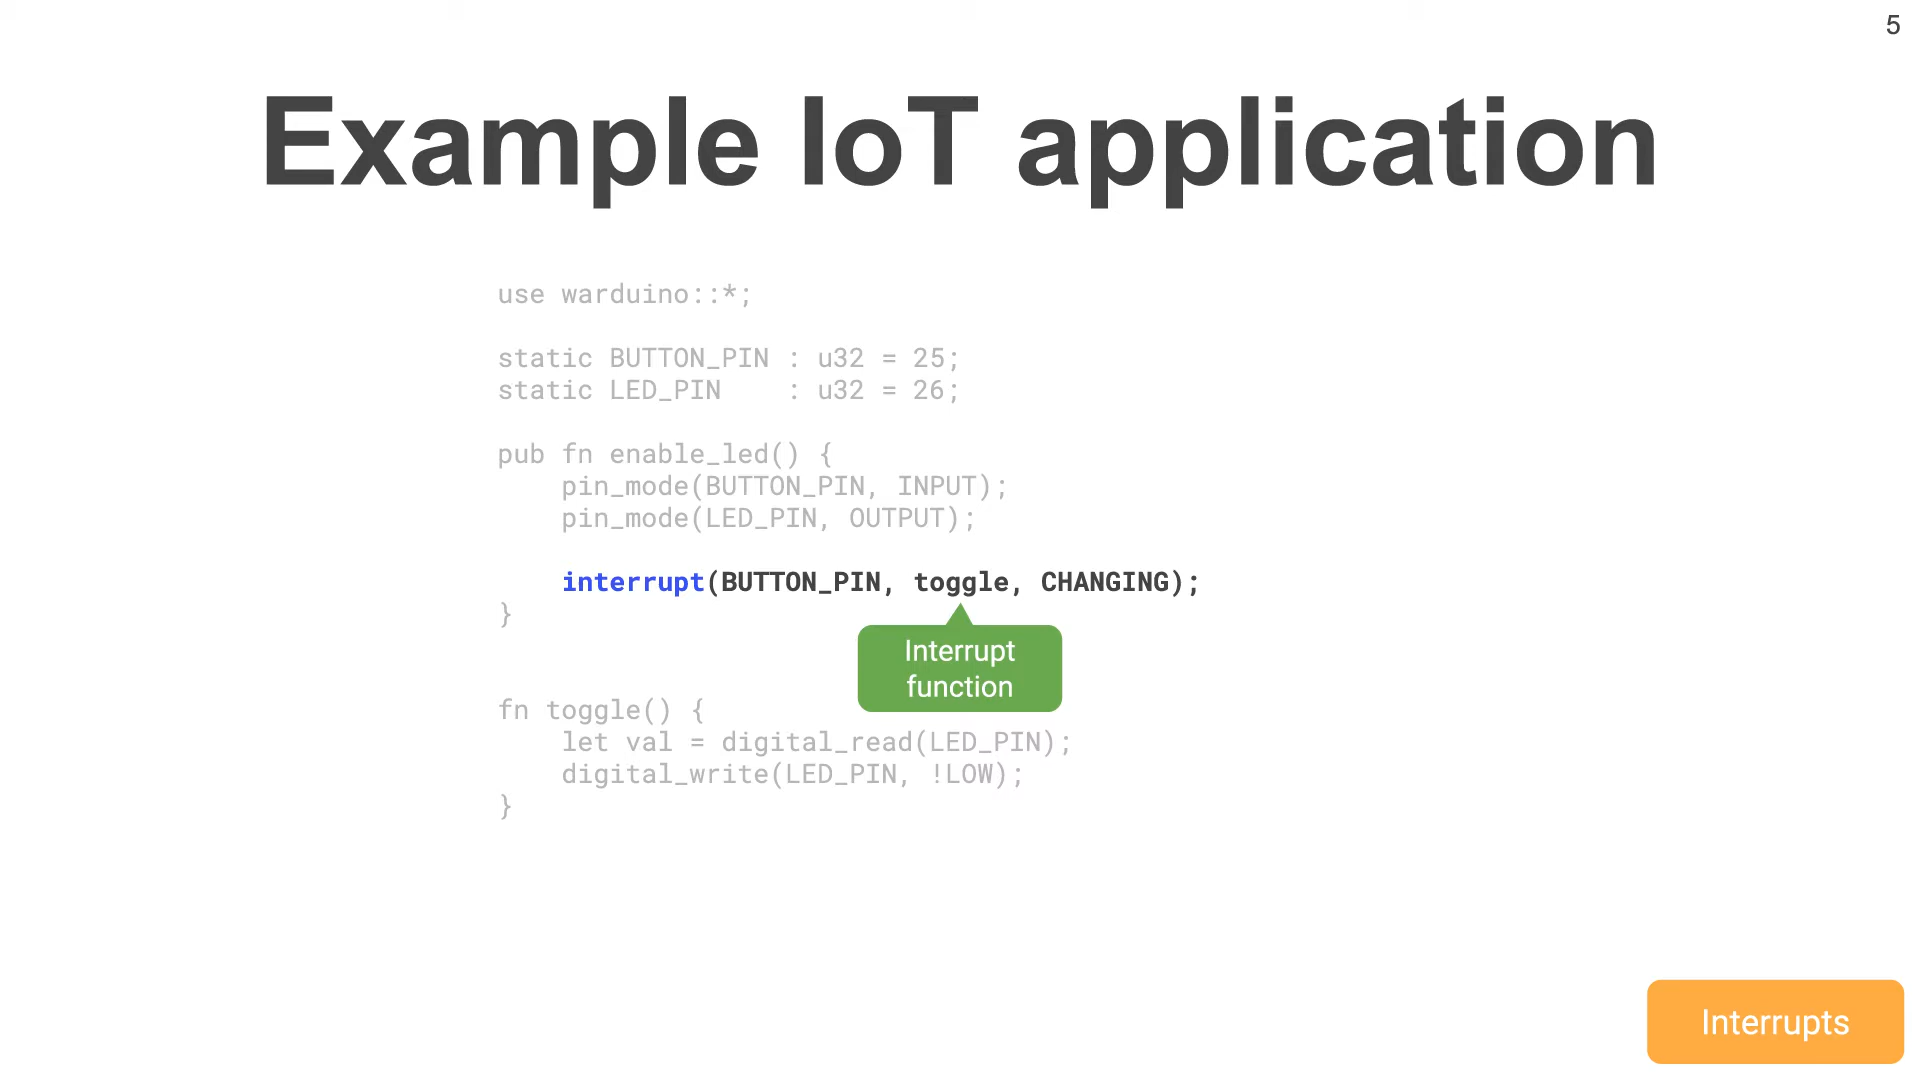 5
Example IoT application
use warduino::*;
static BUTTON_PIN : u32 = 25;
static LED_PIN    : u32 = 26;
pub fn enable_led() {
    pin_mode(BUTTON_PIN, INPUT);
    pin_mode(LED_PIN, OUTPUT);
    interrupt(BUTTON_PIN, toggle, CHANGING);
}
Interrupt
function
fn toggle() {
    let val = digital_read(LED_PIN);
    digital_write(LED_PIN, !LOW);
}
Interrupts